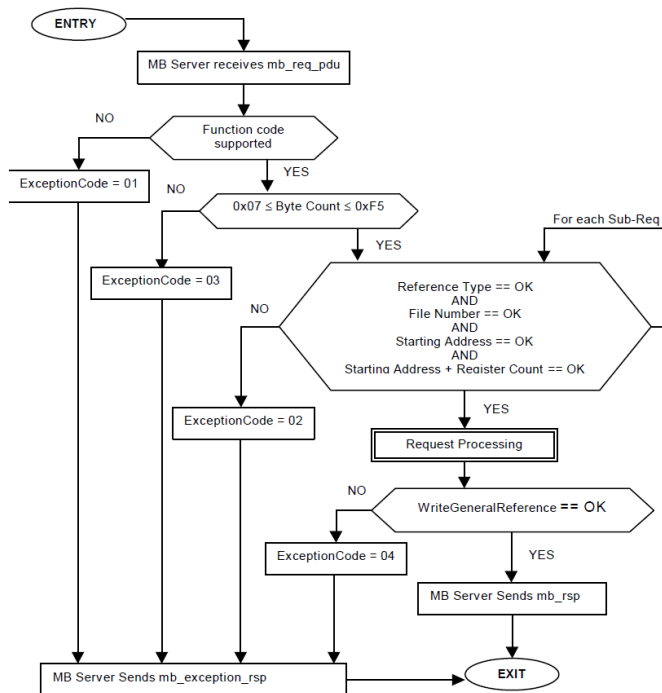 ENTRY
MB Server receives mb_req_pdu
NO
Function code
supported
YES
ExceptionCode = 01
NO
0x07 ≤ Byte Count ≤ 0xF5
For each Sub-Req
YES
ExceptionCode = 03
NO
Reference Type == OK
AND
File Number == OK
AND
Starting Address == OK
AND
Starting Address + Register Count == OK
YES
ExceptionCode = 02
Request Processing
NO
WriteGeneralReference == OK
ExceptionCode = 04
YES
MB Server Sends mb_rsp
MB Server Sends mb_exception_rsp
EXIT